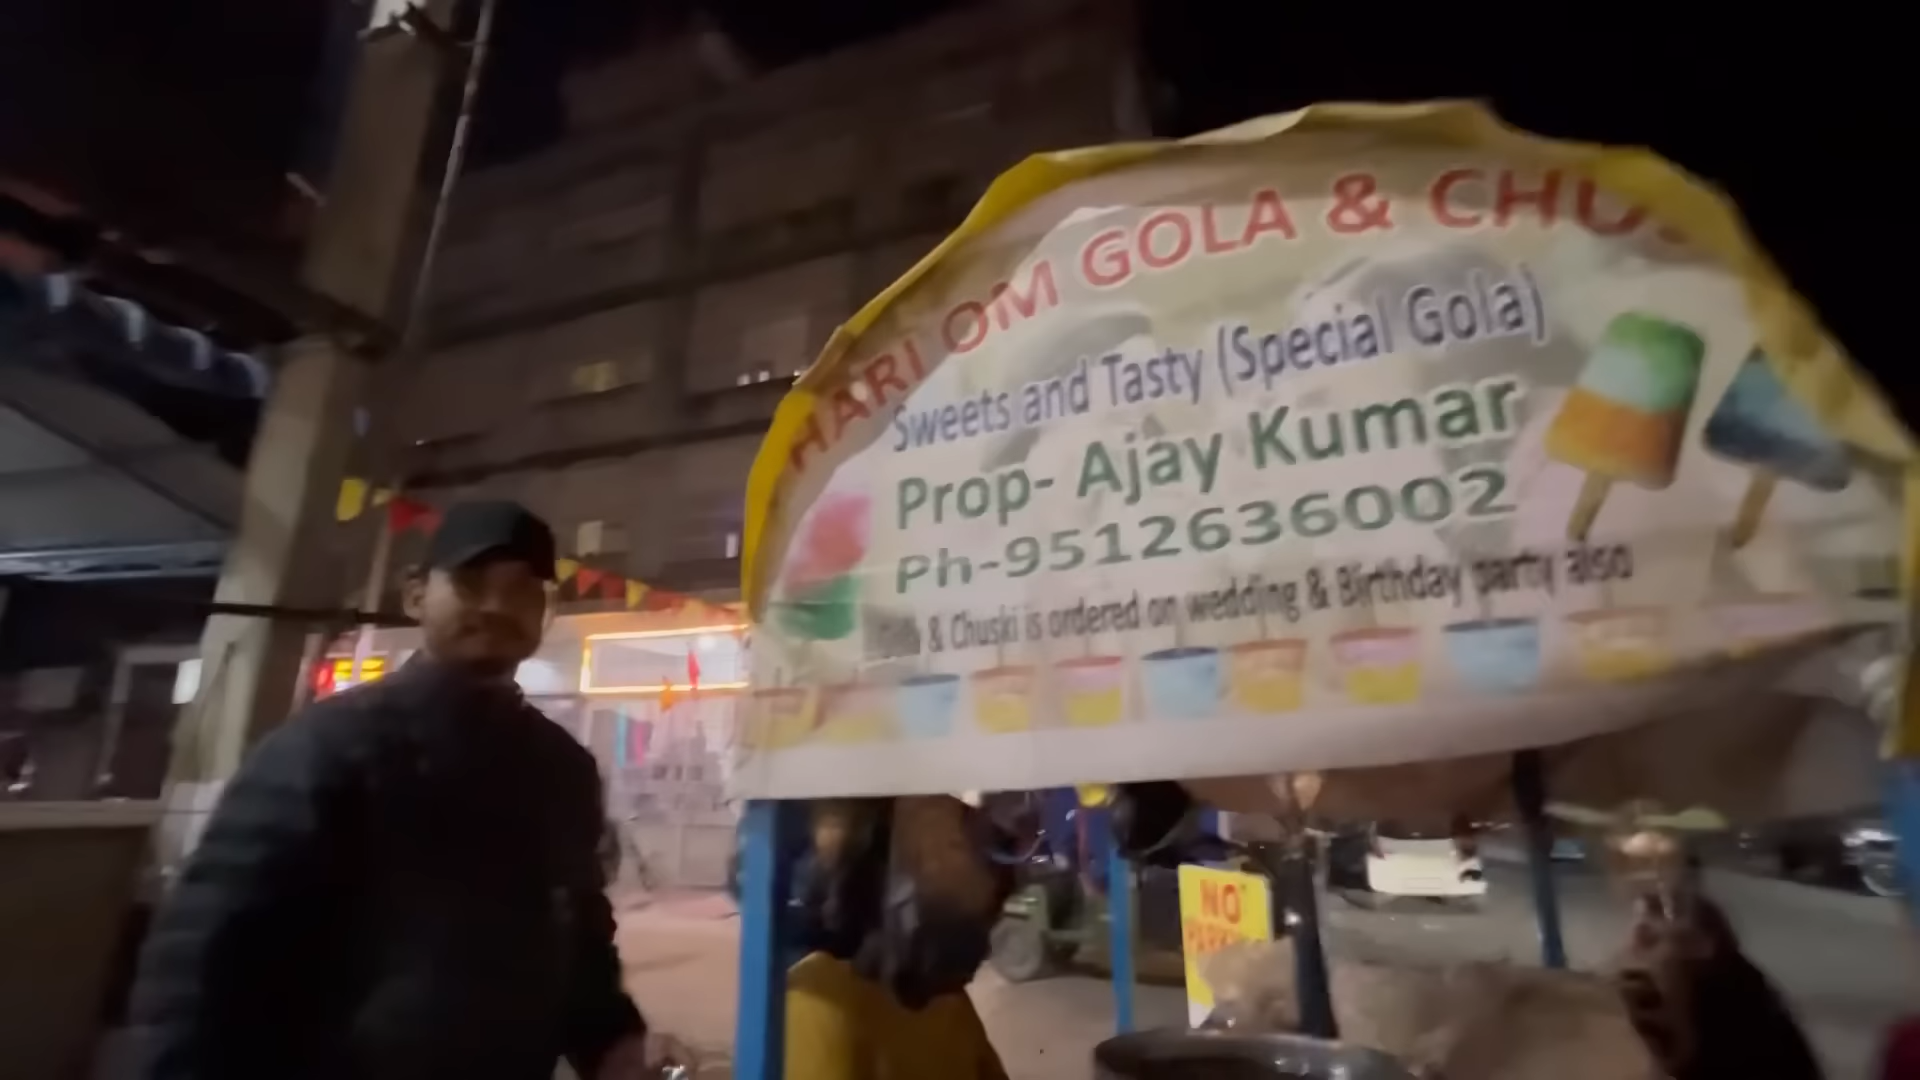 HARI OM GOLA & CHU
Sweets and Tasty (Special Gola)
Prop- Ajay Kumar
Ph-9512636002
& Chuski is ordered on wedding & Birthday party also
NO
PARKING